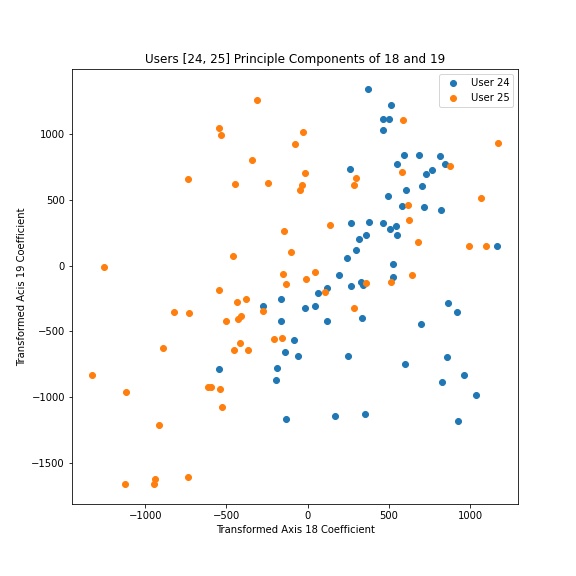 Users [24, 25] Principle Components of 18 and 19
User 24
User 25
1000
500
0
−500
−1000
−1500
Transformed Acis 19 Coefficient
−1000
−500
0
500
1000
Transformed Axis 18 Coefficient